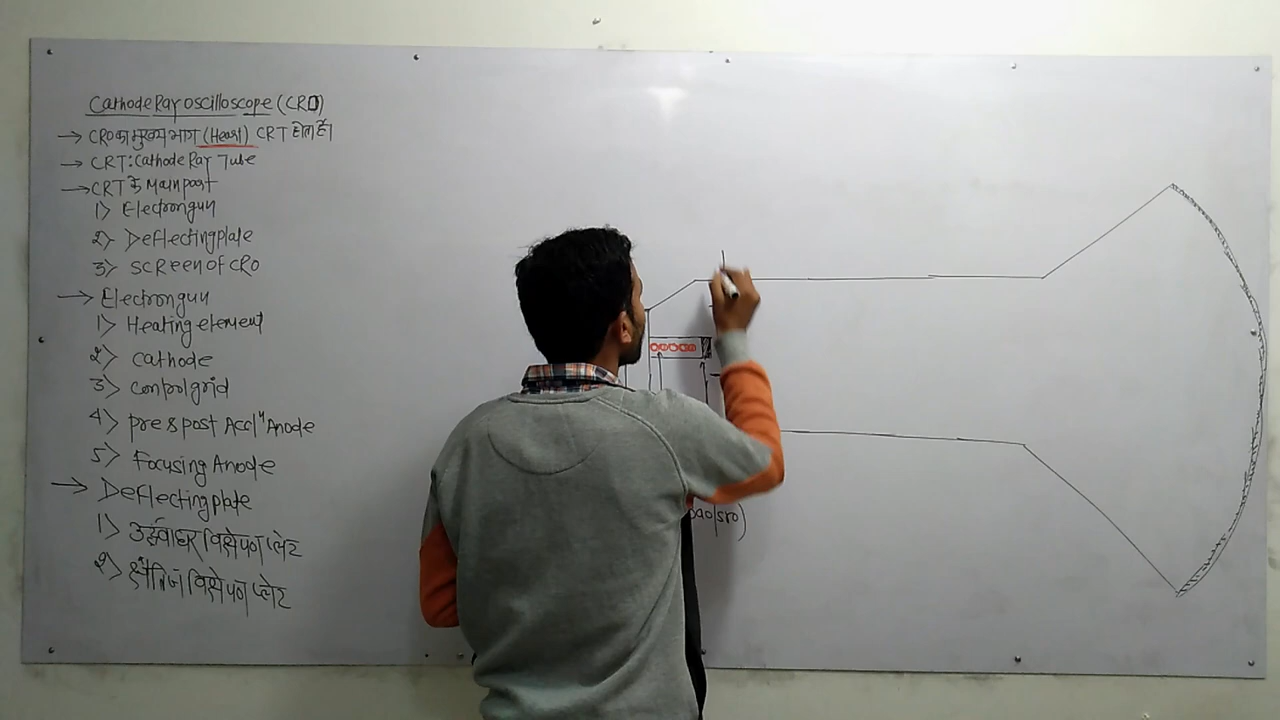 Cathode Ray oscilloscope (CRO)
→ CRO का मुख्य भाग (Heart) CRT होता है।
→ CRT: Cathode Ray Tube
→ CRT के Main part
1> Electron gun
2> Deflecting plate
3> screen of CRO
→ Electron gun
1> Heating element
2> cathode
3> control grid
4> pre & post Accln Anode
5> Focusing Anode
→ Deflecting plate
1> उर्ध्वाधर विक्षेपण प्लेट
2> क्षैतिज विक्षेपण प्लेट